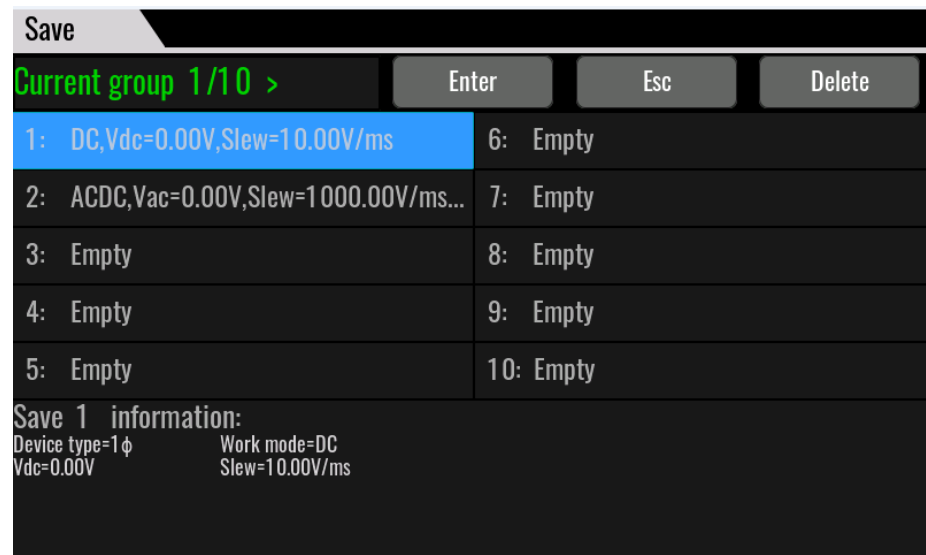 Save
Current group 1/10 > Enter Esc Delete
1: DC,Vdc=0.00V,Slew=10.00V/ms 6: Empty
2: ACDC,Vac=0.00V,Slew=1000.00V/ms... 7: Empty
3: Empty 8: Empty
4: Empty 9: Empty
5: Empty 10: Empty
Save 1 information:
Device type=1ϕ Work mode=DC
Vdc=0.00V Slew=10.00V/ms